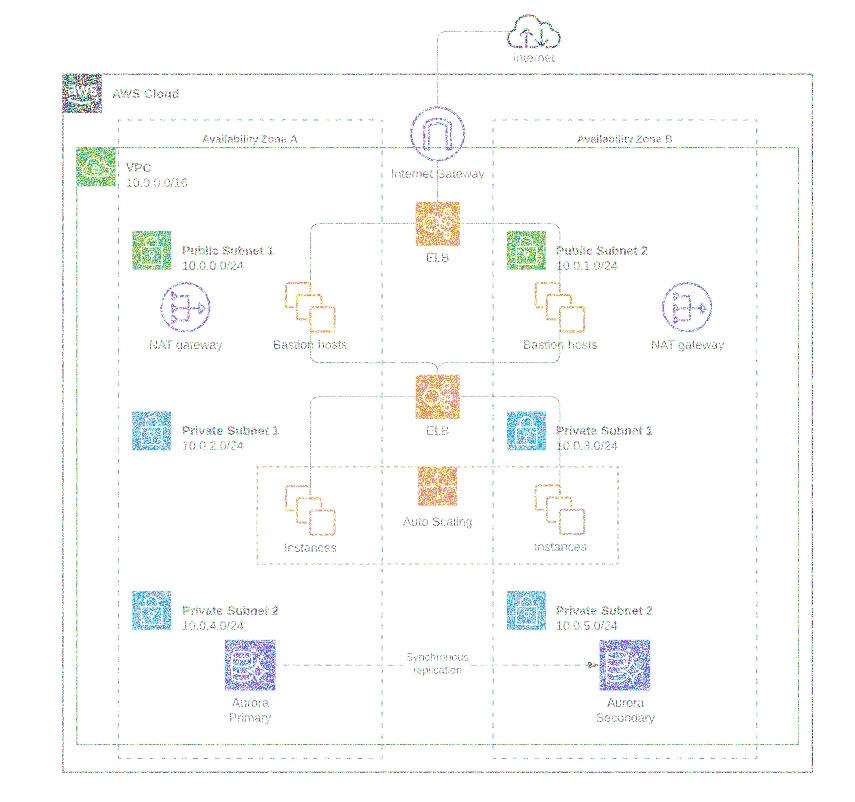 Internet
aws
AWS Cloud
Availability Zone A
Availability Zone B
VPC
10.0.0.0/16
Internet Gateway
ELB
Public Subnet 1
10.0.0.0/24
Public Subnet 2
10.0.1.0/24
NAT gateway
Bastion hosts
Bastion hosts
NAT gateway
ELB
Private Subnet 1
10.0.2.0/24
Private Subnet 1
10.0.3.0/24
Auto Scaling
Instances
Instances
Private Subnet 2
10.0.4.0/24
Private Subnet 2
10.0.5.0/24
Synchronous
replication
Aurora
Primary
Aurora
Secondary